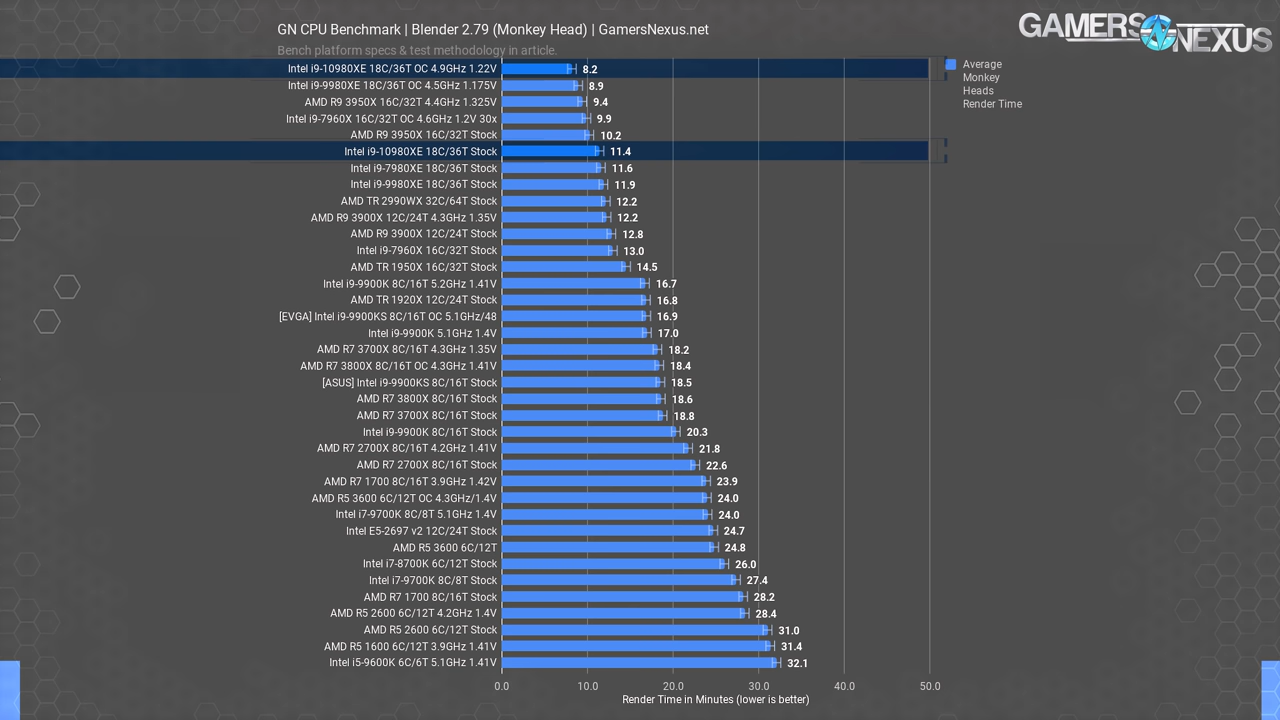 GN CPU Benchmark | Blender 2.79 (Monkey Head) | GamersNexus.net
GAMERS NEXUS
Bench platform specs & test methodology in article.
Average
Monkey
Heads
Render Time
Intel i9-10980XE 18C/36T OC 4.9GHz 1.22V 8.2
Intel i9-9980XE 18C/36T OC 4.5GHz 1.175V 8.9
AMD R9 3950X 16C/32T 4.4GHz 1.325V 9.4
Intel i9-7960X 16C/32T OC 4.6GHz 1.2V 30x 9.9
AMD R9 3950X 16C/32T Stock 10.2
Intel i9-10980XE 18C/36T Stock 11.4
Intel i9-7980XE 18C/36T Stock 11.6
Intel i9-9980XE 18C/36T Stock 11.9
AMD TR 2990WX 32C/64T Stock 12.2
AMD R9 3900X 12C/24T 4.3GHz 1.35V 12.2
AMD R9 3900X 12C/24T Stock 12.8
Intel i9-7960X 16C/32T Stock 13.0
AMD TR 1950X 16C/32T Stock 14.5
Intel i9-9900K 8C/16T 5.2GHz 1.41V 16.7
AMD TR 1920X 12C/24T Stock 16.8
[EVGA] Intel i9-9900KS 8C/16T OC 5.1GHz/48 16.9
Intel i9-9900K 5.1GHz 1.4V 17.0
AMD R7 3700X 8C/16T 4.3GHz 1.35V 18.2
AMD R7 3800X 8C/16T OC 4.3GHz 1.41V 18.4
[ASUS] Intel i9-9900KS 8C/16T Stock 18.5
AMD R7 3800X 8C/16T Stock 18.6
AMD R7 3700X 8C/16T Stock 18.8
Intel i9-9900K 8C/16T Stock 20.3
AMD R7 2700X 8C/16T 4.2GHz 1.41V 21.8
AMD R7 2700X 8C/16T Stock 22.6
AMD R7 1700 8C/16T 3.9GHz 1.42V 23.9
AMD R5 3600 6C/12T OC 4.3GHz/1.4V 24.0
Intel i7-9700K 8C/8T 5.1GHz 1.4V 24.0
Intel E5-2697 v2 12C/24T Stock 24.7
AMD R5 3600 6C/12T 24.8
Intel i7-8700K 6C/12T Stock 26.0
Intel i7-9700K 8C/8T Stock 27.4
AMD R7 1700 8C/16T Stock 28.2
AMD R5 2600 6C/12T 4.2GHz 1.4V 28.4
AMD R5 2600 6C/12T Stock 31.0
AMD R5 1600 6C/12T 3.9GHz 1.41V 31.4
Intel i5-9600K 6C/6T 5.1GHz 1.41V 32.1
0.0 10.0 20.0 30.0 40.0 50.0
Render Time in Minutes (lower is better)